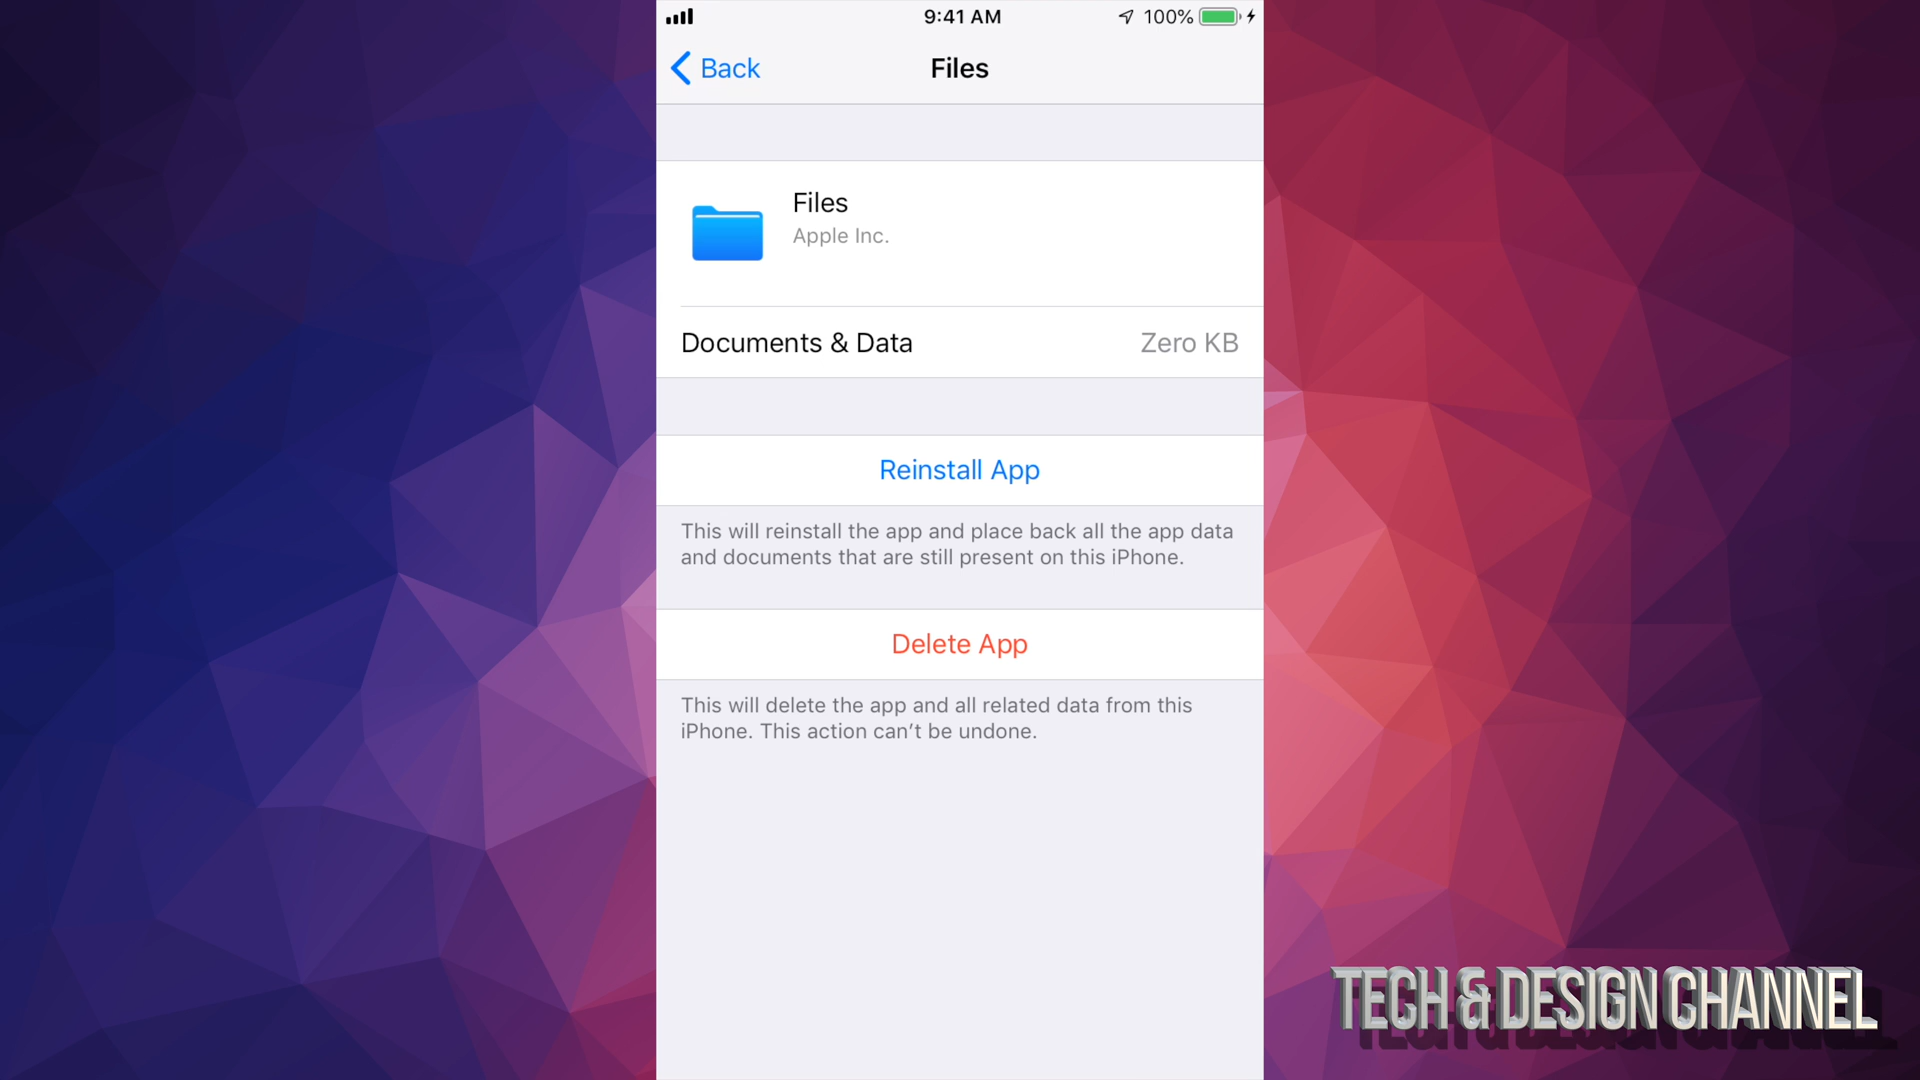 9:41 AM
100%
Back
Files
Files
Apple Inc.
Documents & Data
Zero KB
Reinstall App
This will reinstall the app and place back all the app data
and documents that are still present on this iPhone.
Delete App
This will delete the app and all related data from this
iPhone. This action can’t be undone.
TECH & DESIGN CHANNEL